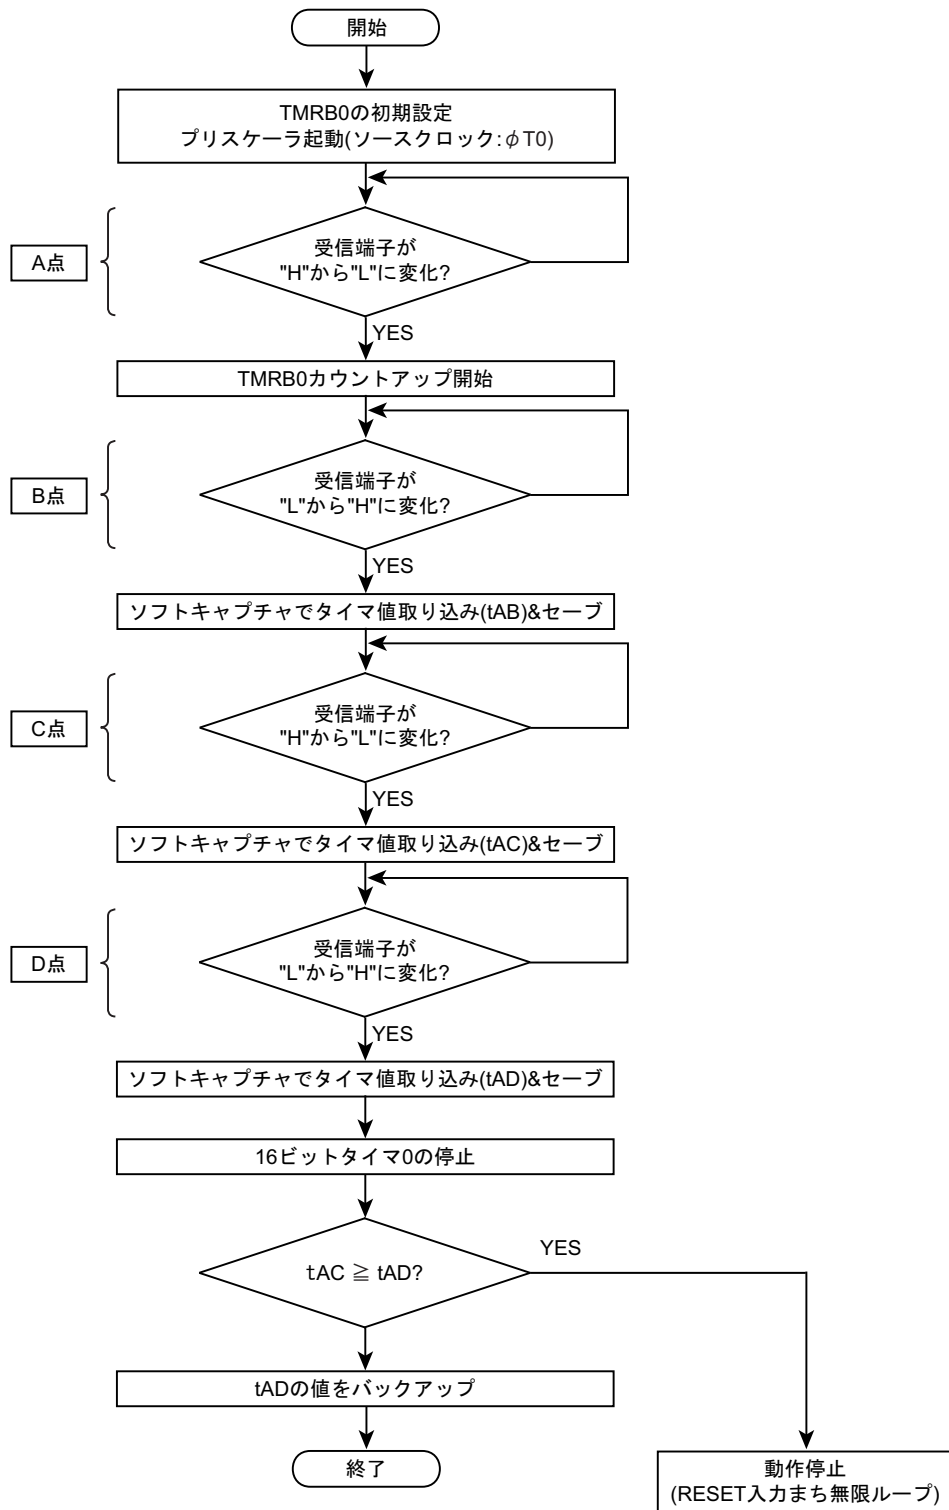 開始
TMRB0の初期設定
プリスケーラ起動(ソースクロック:φT0)
A点
受信端子が
"H"から"L"に変化?
YES
TMRB0カウントアップ開始
B点
受信端子が
"L"から"H"に変化?
YES
ソフトキャプチャでタイマ値取り込み(tAB)&セーブ
C点
受信端子が
"H"から"L"に変化?
YES
ソフトキャプチャでタイマ値取り込み(tAC)&セーブ
D点
受信端子が
"L"から"H"に変化?
YES
ソフトキャプチャでタイマ値取り込み(tAD)&セーブ
16ビットタイマ0の停止
tAC ≧ tAD?
YES
tADの値をバックアップ
終了
動作停止
(RESET入力まち無限ループ)